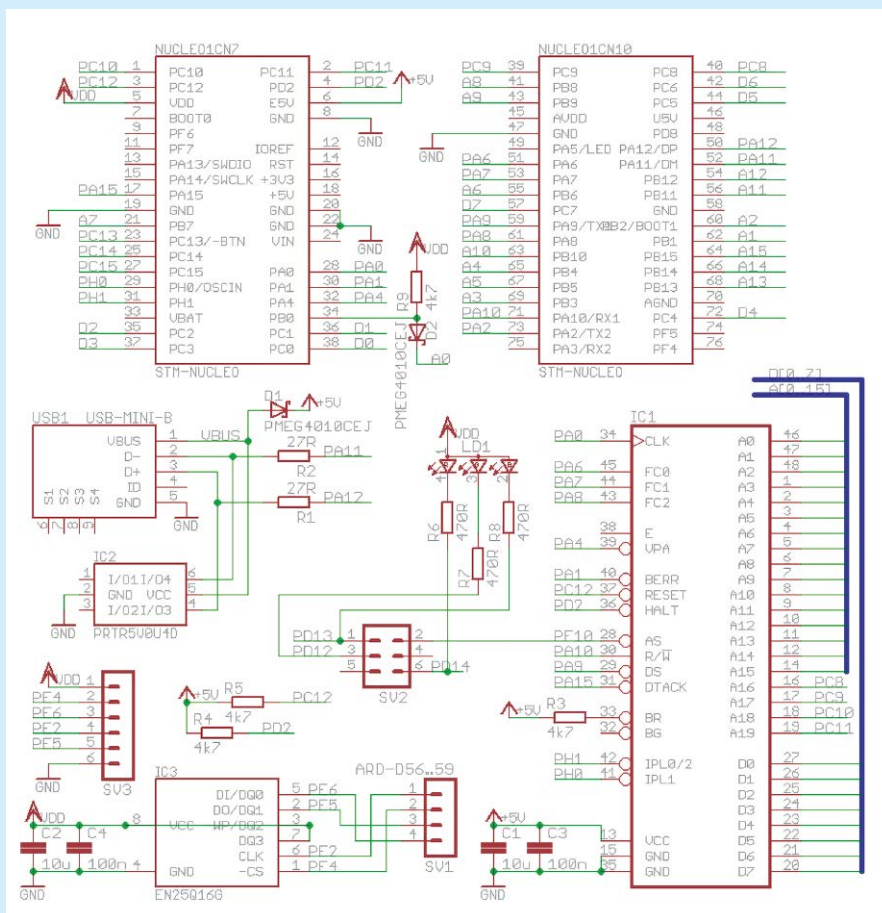 NUCLEO1CN7
PC10 1 PC10 PC11 2 PC11
PC12 3 PC12 PD2 4 PD2
VDD 5 VDD E5V 6 +5V
7 BOOT0 GND 8
9 PF6 GND
11 PF7 IOREF 12
13 PA13/SWDIO RST 14
15 PA14/SWCLK +3V3 16
PA15 17 PA15 +5V 18
19 GND GND 20
GND
A7 21 PB7 GND 22
PC13 23 PC13/-BTN VIN 24 GND
PC14 25 PC14
PC15 27 PC15 PA0 28 PA0
PH0 29 PH0/OSCIN PA1 30 PA1
PH1 31 PH1 PA4 32 PA4
33 VBAT PB0 34
D2 35 PC2 PC1 36 D1
D3 37 PC3 PC0 38 D0
STM-NUCLEO
VDD
R9
4k7
D2
PMEG4010CEJ
A0
NUCLEO1CN10
PC9 39 PC9 PC8 40 PC8
A8 41 PB8 PC6 42 D6
A9 43 PB9 PC5 44 D5
45 AVDD U5V 46
47 GND PD8 48
GND
49 PA5/LED PA12/DP 50 PA12
PA6 51 PA6 PA11/DM 52 PA11
PA7 53 PA7 PB12 54 A12
A6 55 PB6 PB11 56 A11
D7 57 PC7 GND 58
PA9 59 PA9/TX1 PB2/BOOT1 60 A2
PA8 61 PA8 PB1 62 A1
A10 63 PB10 PB15 64 A15
A4 65 PB4 PB14 66 A14
A5 67 PB5 PB13 68 A13
A3 69 PB3 AGND 70
PA10 71 PA10/RX1 PC4 72 D4
PA2 73 PA2/TX2 PF5 74
75 PA3/RX2 PF4 76
STM-NUCLEO
D[0..7]
A[0..15]
USB1 USB-MINI-B
VBUS 1 VBUS
D- 2
D+ 3
ID 4
GND 5
S1 S2 S3 S4
6 7 8 9
GND
D1
+5V
PMEG4010CEJ
27R
R2
PA11
27R
R1
PA12
IC2
1 I/O1 I/O4 6
2 GND VCC 5
3 I/O2 I/O3 4
GND
PRTR5V0U4D
VDD
LD1
1
4 3 2
R6
470R
R7
470R
R8
470R
PD13 1 2
PD12 3 4
5 6 PD14
SV2
IC1
PA0 34 CLK A0 46
A1 47
PA6 45 FC0 A2 48
PA7 44 FC1 A3 1
PA8 43 FC2 A4 2
A5 3
38 E A6 4
PA4 39 VPA A7 5
A8 6
PA1 40 BERR A9 7
PC12 37 RESET A10 8
PD2 36 HALT A11 9
A12 10
PF10 28 AS A13 11
PA10 30 R/W A14 12
PA9 29 DS A15 14
PA15 31 DTACK A16 16 PC8
A17 17 PC9
+5V R3 4k7 33 BR A18 18 PC10
32 BG A19 19 PC11
PH1 42 IPL0/2 D0 27
PH0 41 IPL1 D1 26
D2 25
D3 24
D4 23
13 VCC D5 22
15 GND D6 21
35 GND D7 20
VDD 1
PF4 2
PF6 3
PF2 4
PF5 5
6
GND
SV3
+5V
R5
4k7
PC12
R4
4k7
PD2
IC3
DI/DQ0 5 PF6
DO/DQ1 2 PF5
8 VCC WP/DQ2 3
DQ3 7
CLK 6 PF2
4 GND -CS 1 PF4
EN25Q16G
VDD
C2
10u
C4
100n
GND
ARD-D56..59
1
2
3
4
SV1
+5V
C1
10u
C3
100n
GND